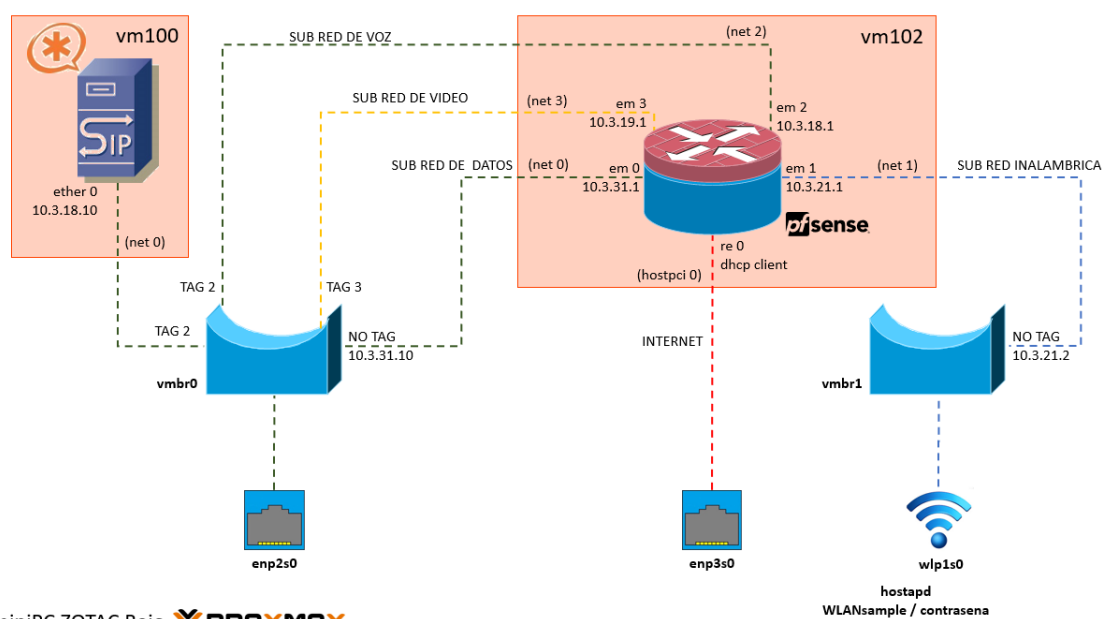 vm100
SIP
ether 0
10.3.18.10
(net 0)
SUB RED DE VOZ
(net 2)
vm102
SUB RED DE VIDEO
(net 3)
em 3
10.3.19.1
em 2
10.3.18.1
SUB RED DE DATOS
(net 0)
em 0
10.3.31.1
em 1
10.3.21.1
(net 1)
SUB RED INALAMBRICA
pfsense
re 0
dhcp client
(hostpci 0)
TAG 2
TAG 3
TAG 2
NO TAG
10.3.31.10
INTERNET
NO TAG
10.3.21.2
vmbr0
vmbr1
enp2s0
enp3s0
wlp1s0
hostapd
WLANsample / contrasena